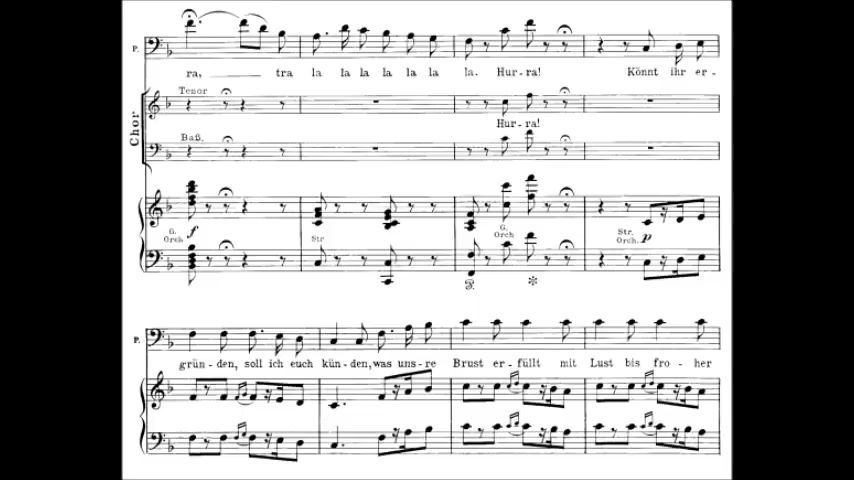 P.
ra, tra la la la la la la la. Hur-ra! Könnt ihr er-
Tenor
Hur-ra!
Chor
Baß.
G. Orch f
Str
G. Orch
Str. Orch. p
P.
grün-den, soll ich euch kün-den, was uns-re Brust er-füllt mit Lust bis fro-her